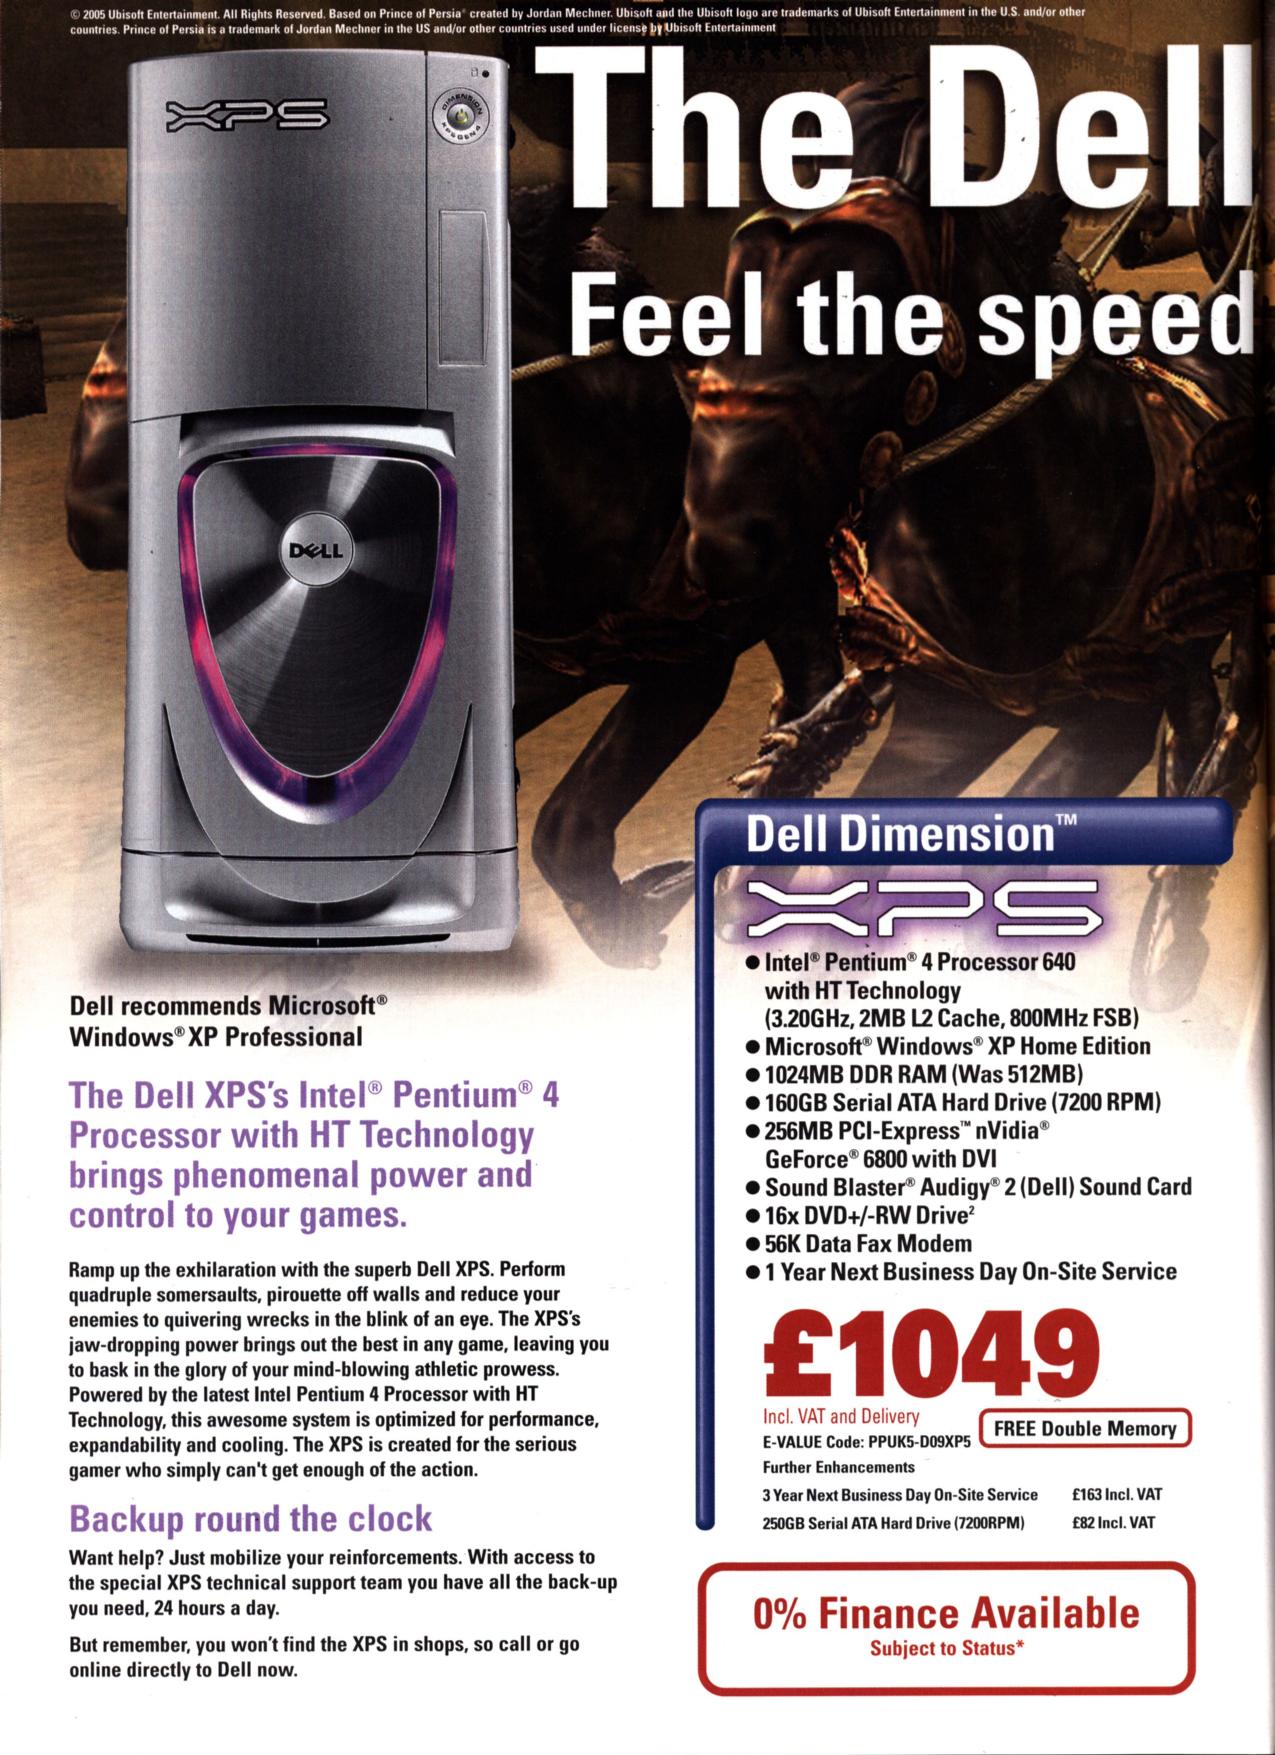 © 2005 Ubisoft Entertainment. All Rights Reserved. Based on Prince of Persia® created by Jordan Mechner. Ubisoft and the Ubisoft logo are trademarks of Ubisoft Entertainment in the U.S. and/or other
countries. Prince of Persia is a trademark of Jordan Mechner in the US and/or other countries used under license by Ubisoft Entertainment
The Dell
Feel the speed
XPS
DIMENSION
XPS GEN 4
DELL
Dell recommends Microsoft®
Windows® XP Professional
The Dell XPS's Intel® Pentium® 4
Processor with HT Technology
brings phenomenal power and
control to your games.
Ramp up the exhilaration with the superb Dell XPS. Perform
quadruple somersaults, pirouette off walls and reduce your
enemies to quivering wrecks in the blink of an eye. The XPS's
jaw-dropping power brings out the best in any game, leaving you
to bask in the glory of your mind-blowing athletic prowess.
Powered by the latest Intel Pentium 4 Processor with HT
Technology, this awesome system is optimized for performance,
expandability and cooling. The XPS is created for the serious
gamer who simply can't get enough of the action.
Backup round the clock
Want help? Just mobilize your reinforcements. With access to
the special XPS technical support team you have all the back-up
you need, 24 hours a day.
But remember, you won't find the XPS in shops, so call or go
online directly to Dell now.
Dell Dimension™
XPS
● Intel® Pentium® 4 Processor 640
with HT Technology
(3.20GHz, 2MB L2 Cache, 800MHz FSB)
● Microsoft® Windows® XP Home Edition
● 1024MB DDR RAM (Was 512MB)
● 160GB Serial ATA Hard Drive (7200 RPM)
● 256MB PCI-Express™ nVidia®
GeForce® 6800 with DVI
● Sound Blaster® Audigy® 2 (Dell) Sound Card
● 16x DVD+/-RW Drive²
● 56K Data Fax Modem
● 1 Year Next Business Day On-Site Service
£1049
Incl. VAT and Delivery
E-VALUE Code: PPUK5-D09XP5
FREE Double Memory
Further Enhancements
3 Year Next Business Day On-Site Service £163 Incl. VAT
250GB Serial ATA Hard Drive (7200RPM) £82 Incl. VAT
0% Finance Available
Subject to Status*